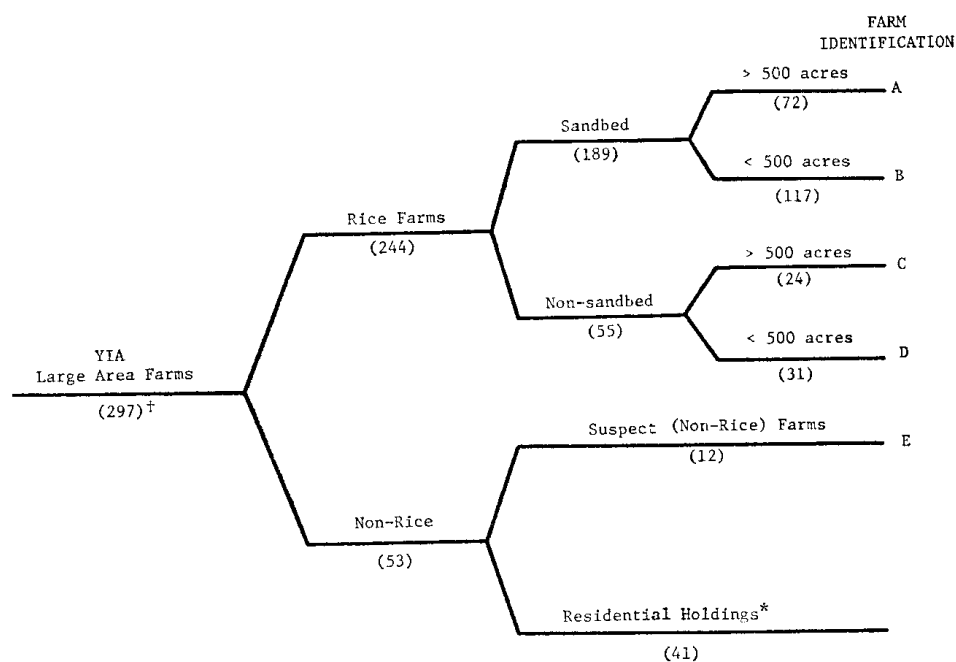 FARM
IDENTIFICATION
> 500 acres
A
(72)
Sandbed
(189)
< 500 acres
B
(117)
Rice Farms
(244)
> 500 acres
C
(24)
Non-sandbed
(55)
< 500 acres
D
(31)
YIA
Large Area Farms
(297)†
Suspect (Non-Rice) Farms
E
(12)
Non-Rice
(53)
Residential Holdings*
(41)